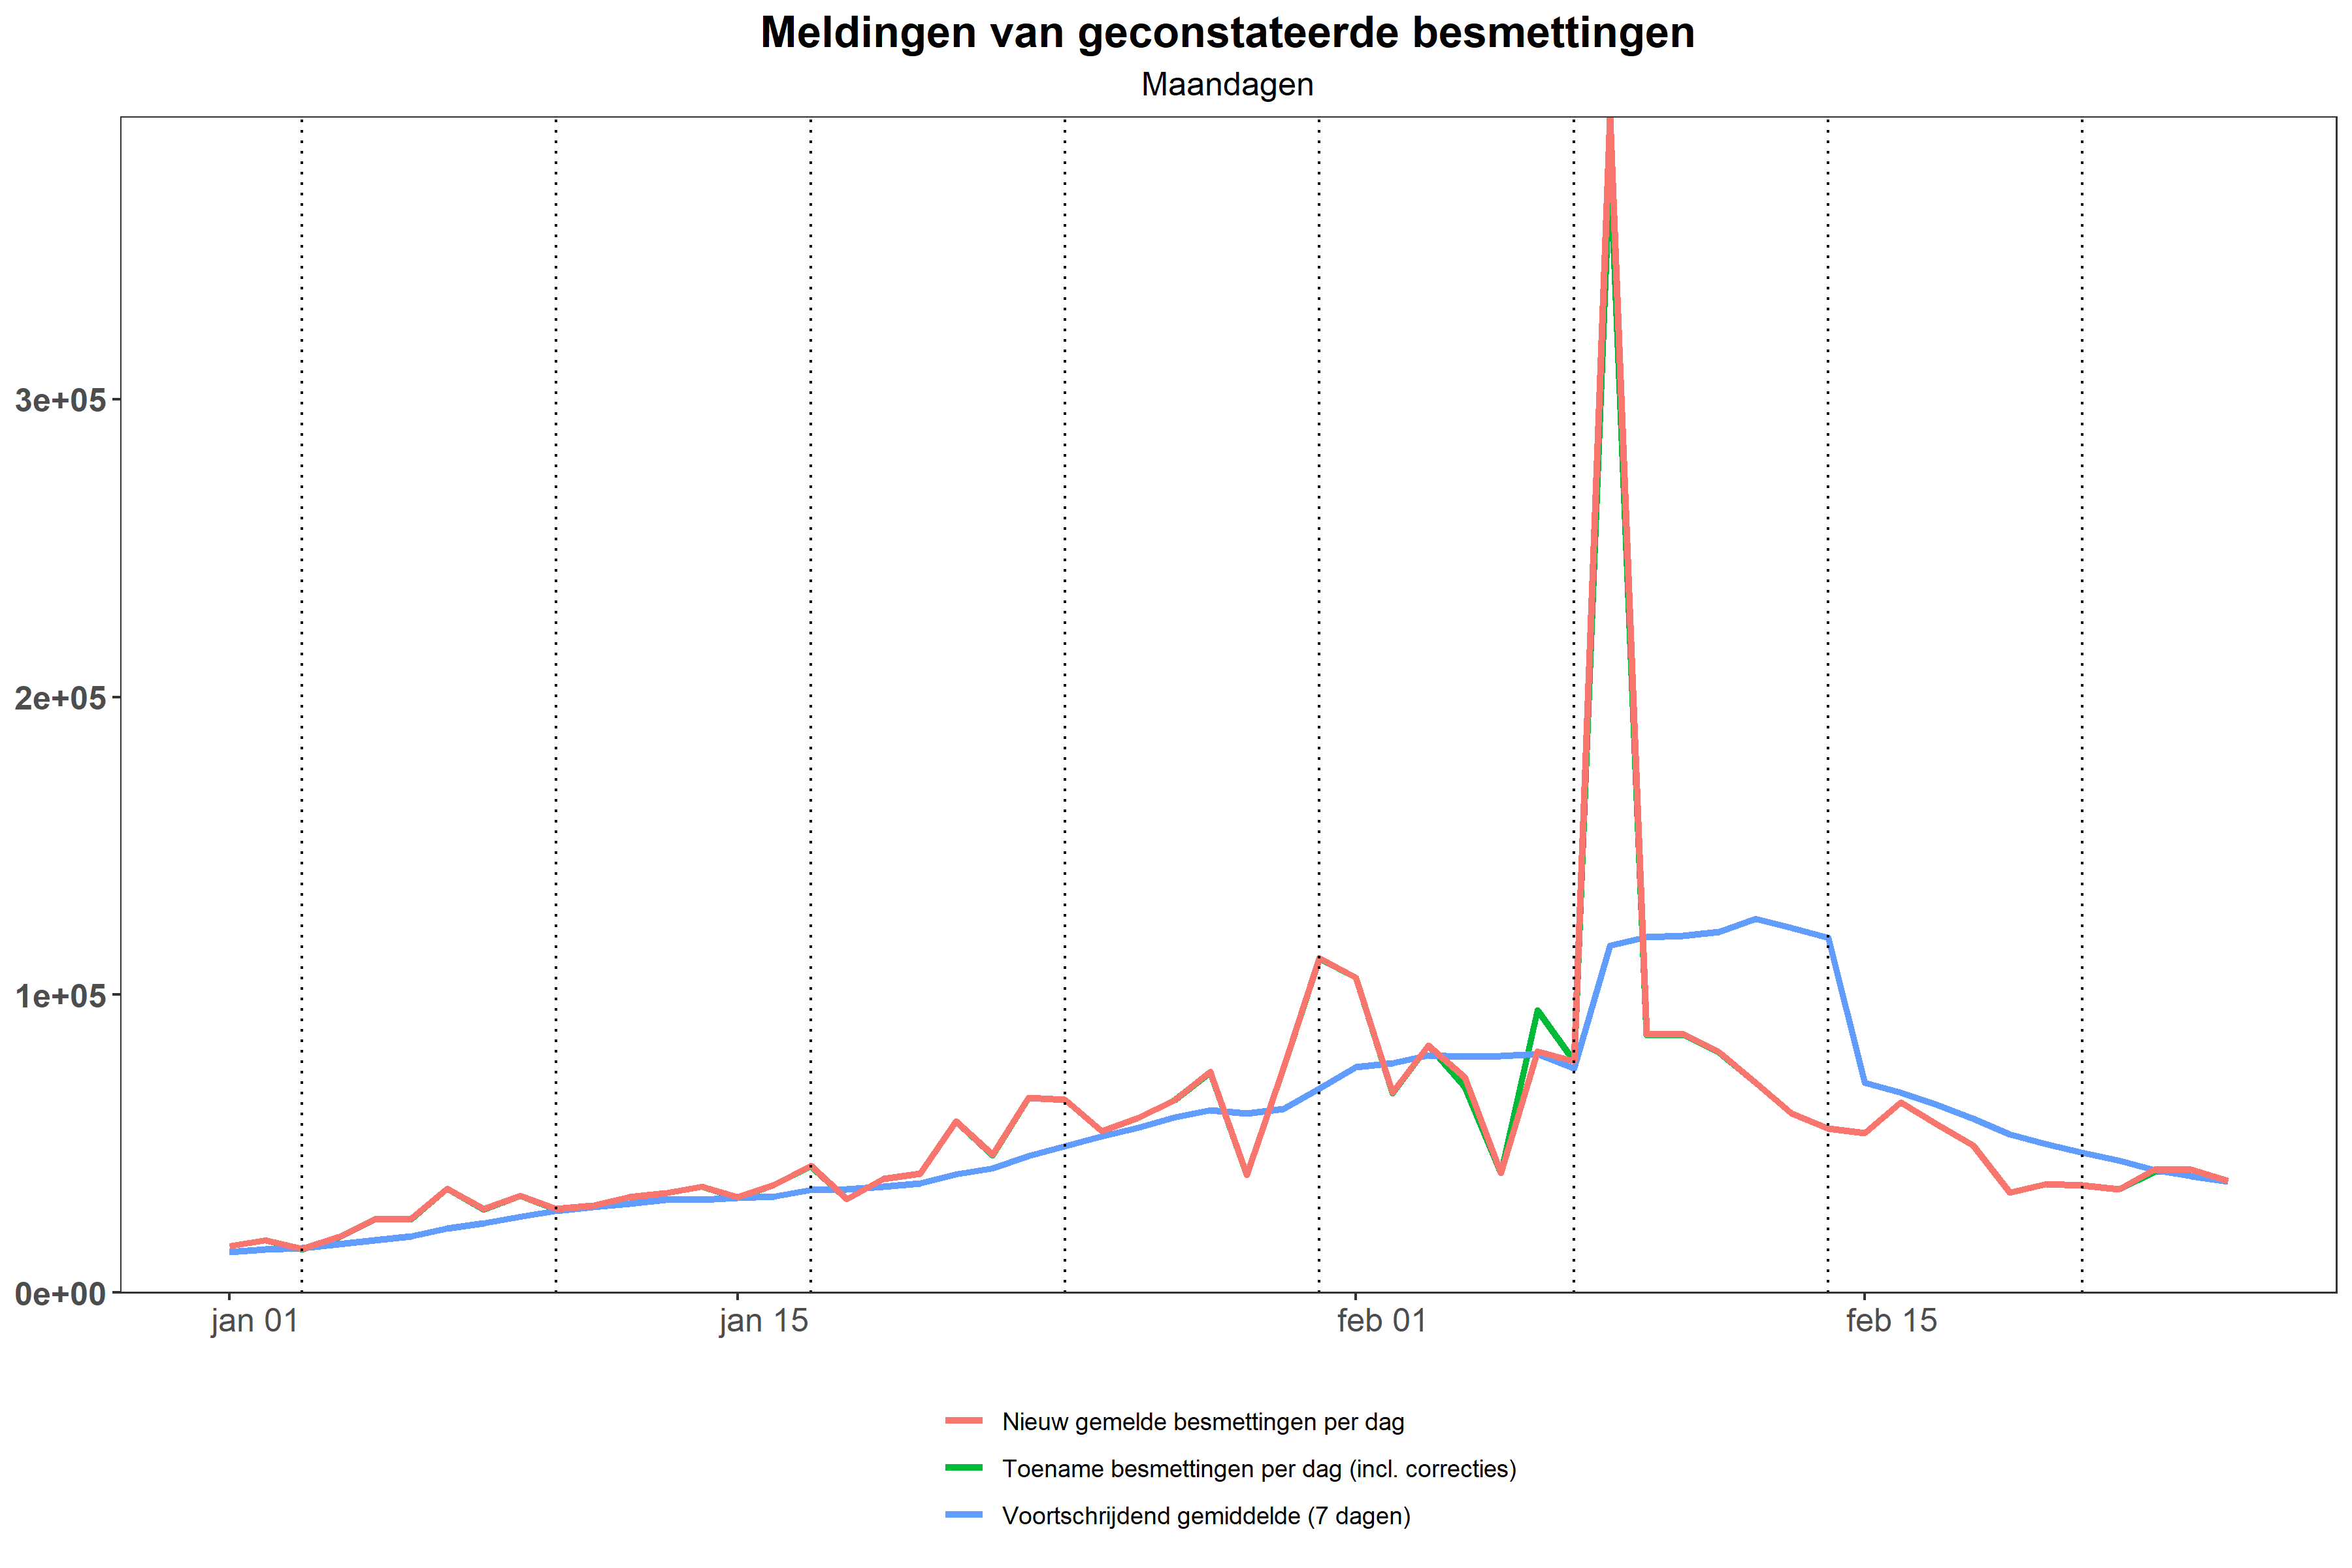 Meldingen van geconstateerde besmettingen
Maandagen
3e+05
2e+05
1e+05
0e+00
jan 01
jan 15
feb 01
feb 15
Nieuw gemelde besmettingen per dag
Toename besmettingen per dag (incl. correcties)
Voortschrijdend gemiddelde (7 dagen)